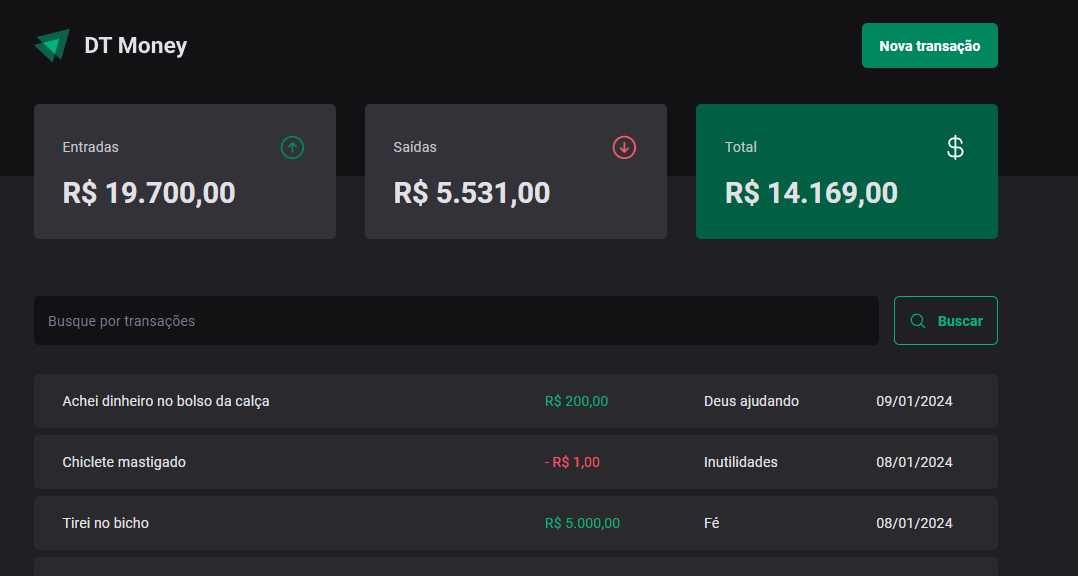 DT Money
Nova transação
Entradas
R$ 19.700,00
Saídas
R$ 5.531,00
Total
$
R$ 14.169,00
Busque por transações
Buscar
Achei dinheiro no bolso da calça R$ 200,00 Deus ajudando 09/01/2024
Chiclete mastigado - R$ 1,00 Inutilidades 08/01/2024
Tirei no bicho R$ 5.000,00 Fé 08/01/2024